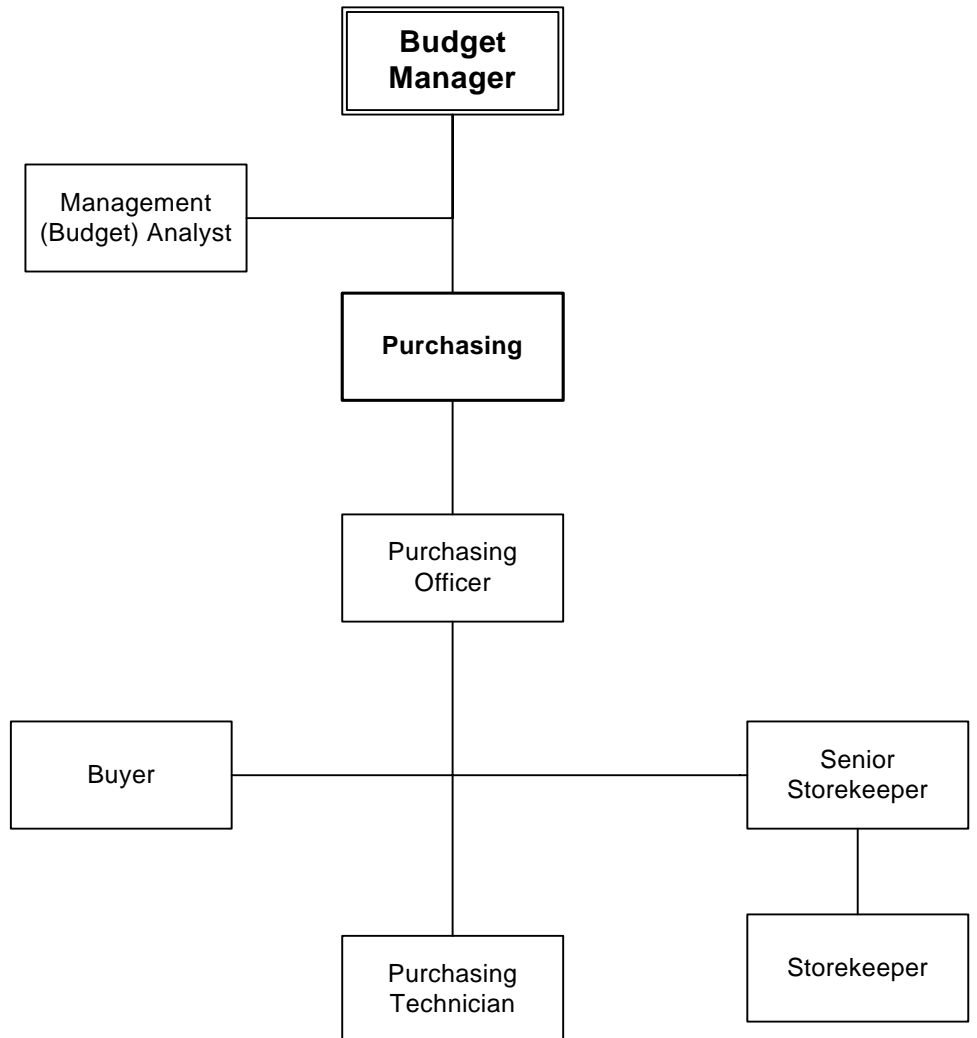 Budget
Manager
Management
(Budget) Analyst
Purchasing
Purchasing
Officer
Buyer
Senior
Storekeeper
Purchasing
Technician
Storekeeper